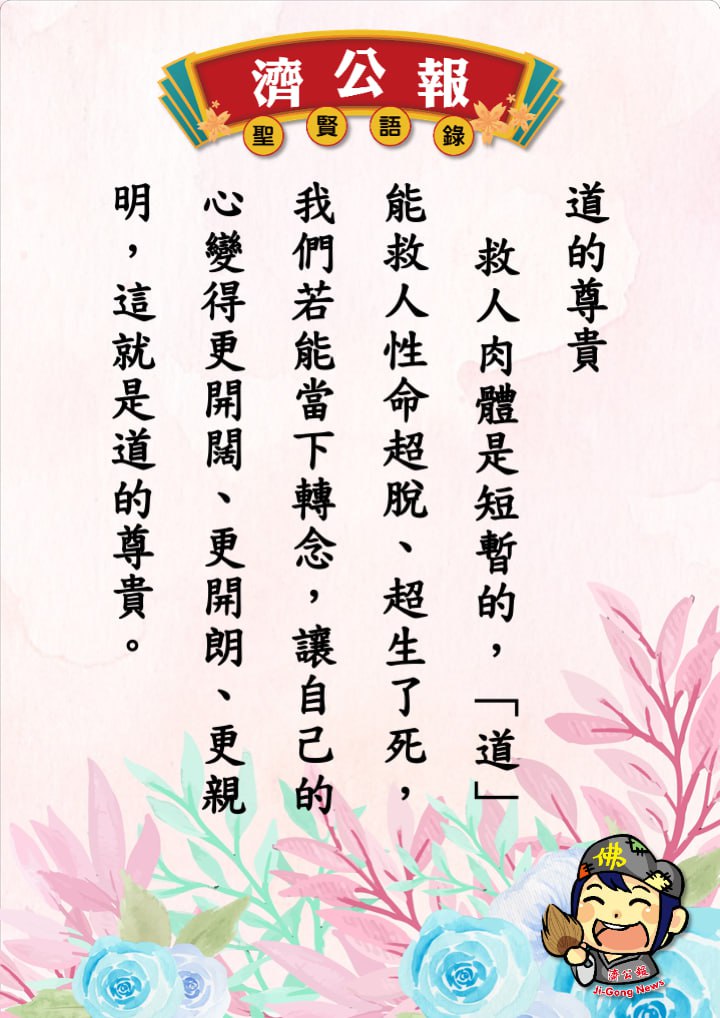 濟公報
聖賢語錄
道的尊貴
救人肉體是短暫的，「道」
能救人性命超脫、超生了死，
我們若能當下轉念，讓自己的
心變得更開闊、更開朗、更親
明，這就是道的尊貴。
佛
濟公報
Ji-Gong News